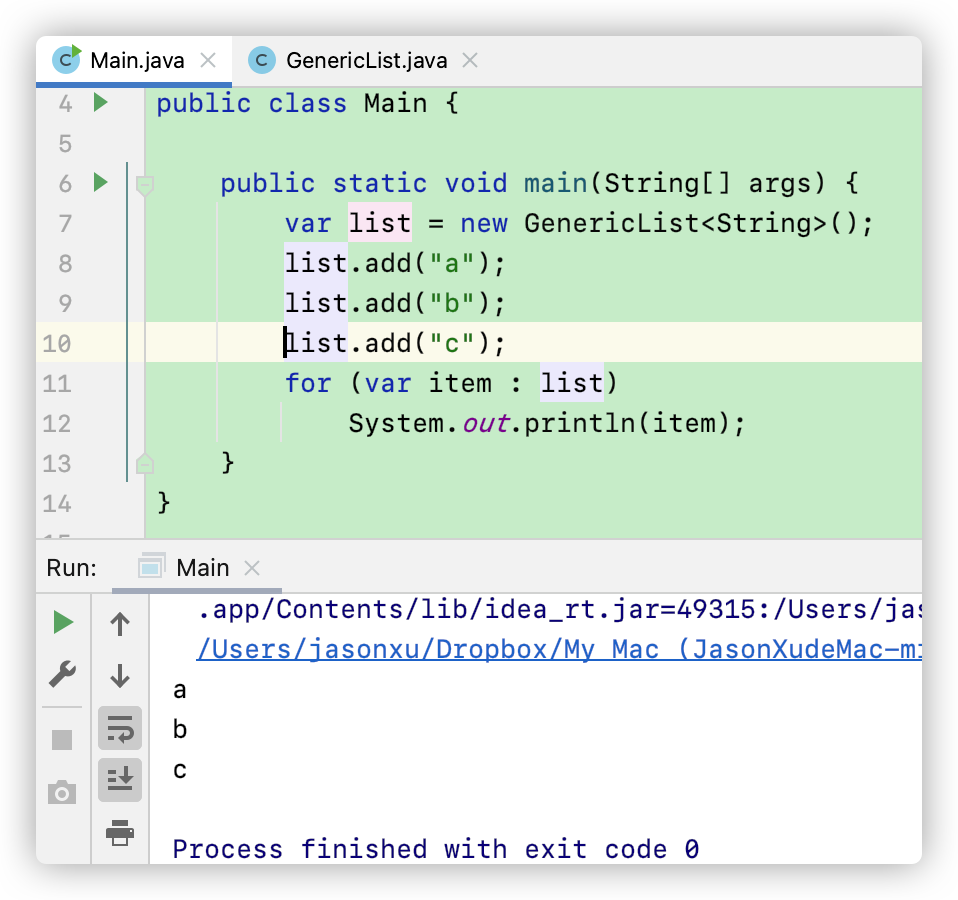 Main.java GenericList.java
4 public class Main {
5
6 public static void main(String[] args) {
7 var list = new GenericList<String>();
8 list.add("a");
9 list.add("b");
10 list.add("c");
11 for (var item : list)
12 System.out.println(item);
13 }
14 }
Run: Main
.app/Contents/lib/idea_rt.jar=49315:/Users/jas
/Users/jasonxu/Dropbox/My Mac (JasonXudeMac-mi
a
b
c
Process finished with exit code 0